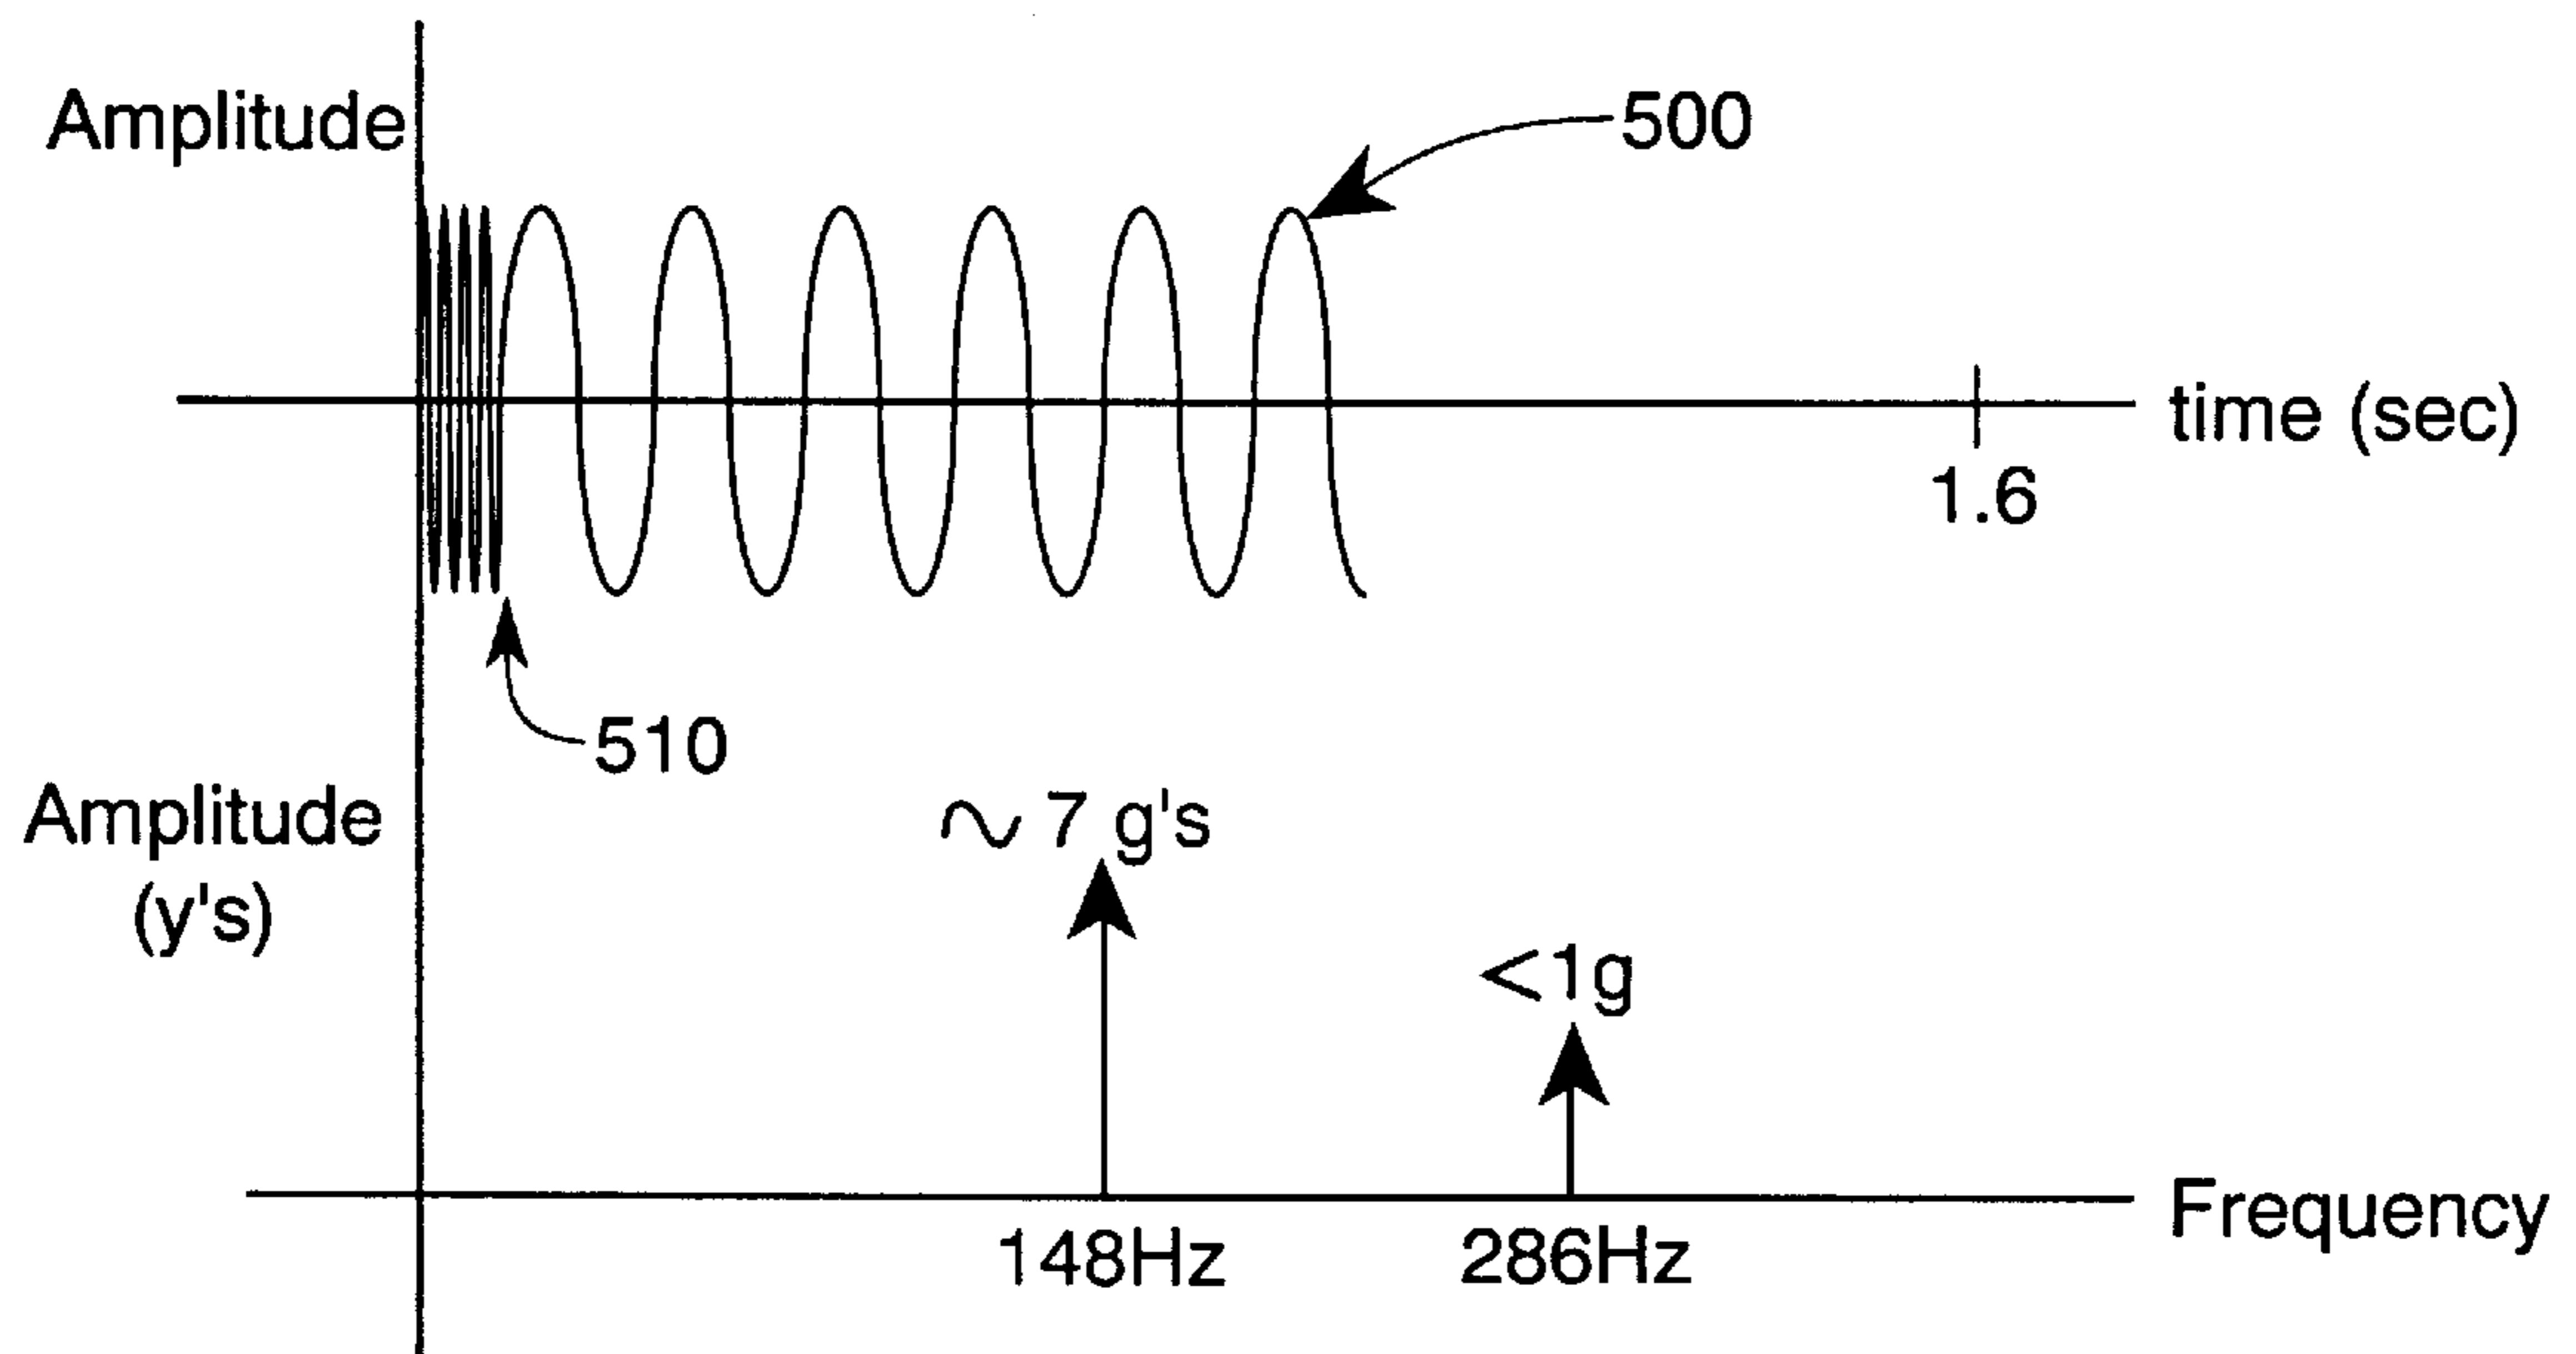 Amplitude
500
time (sec)
1.6
510
Amplitude
(y's)
~ 7 g's
<1g
148Hz
286Hz
Frequency